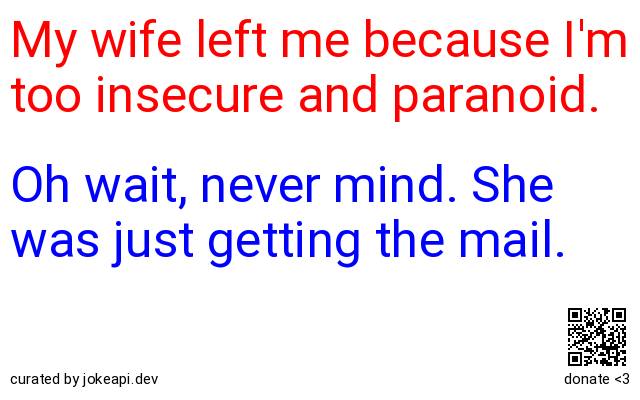 My wife left me because I'm
too insecure and paranoid.
Oh wait, never mind. She
was just getting the mail.
curated by jokeapi.dev
donate <3